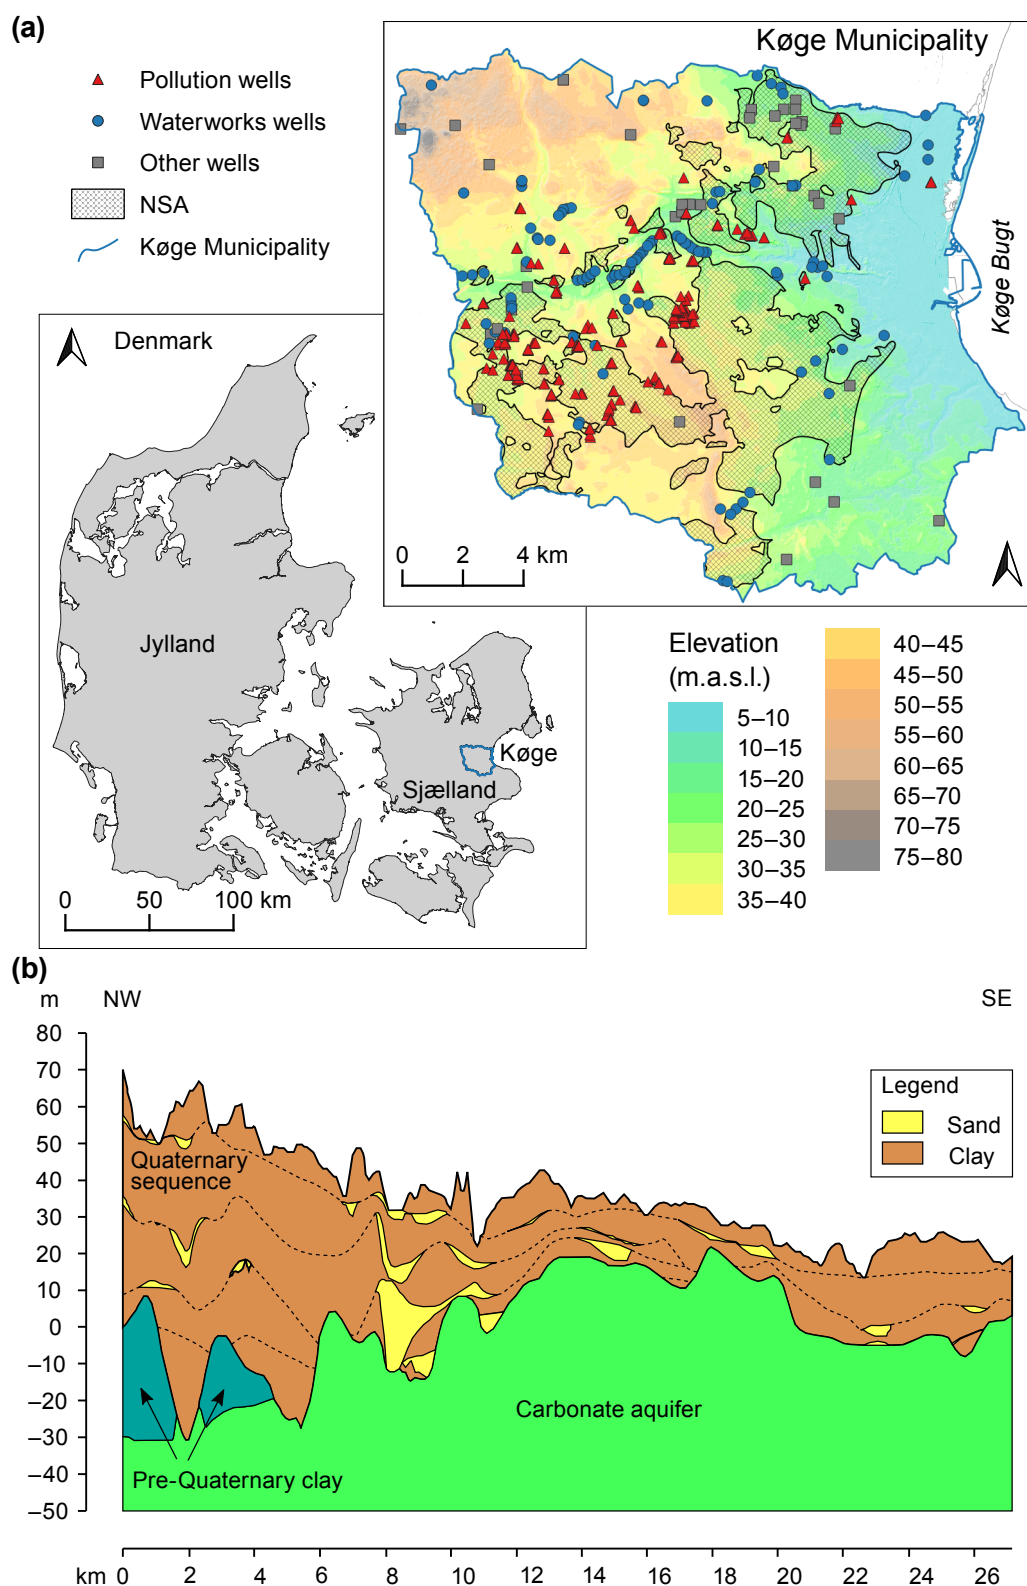 (a)
Pollution wells
Waterworks wells
Other wells
NSA
Køge Municipality
Køge Municipality
Køge Bugt
0 2 4 km
Denmark
Jylland
Køge
Sjælland
0 50 100 km
Elevation
(m.a.s.l.)
5–10
10–15
15–20
20–25
25–30
30–35
35–40
40–45
45–50
50–55
55–60
60–65
65–70
70–75
75–80
(b)
m NW SE
80
70
60
50
40
30
20
10
0
–10
–20
–30
–40
–50
Legend
Sand
Clay
Quaternary
sequence
Carbonate aquifer
Pre-Quaternary clay
km 0 2 4 6 8 10 12 14 16 18 20 22 24 26